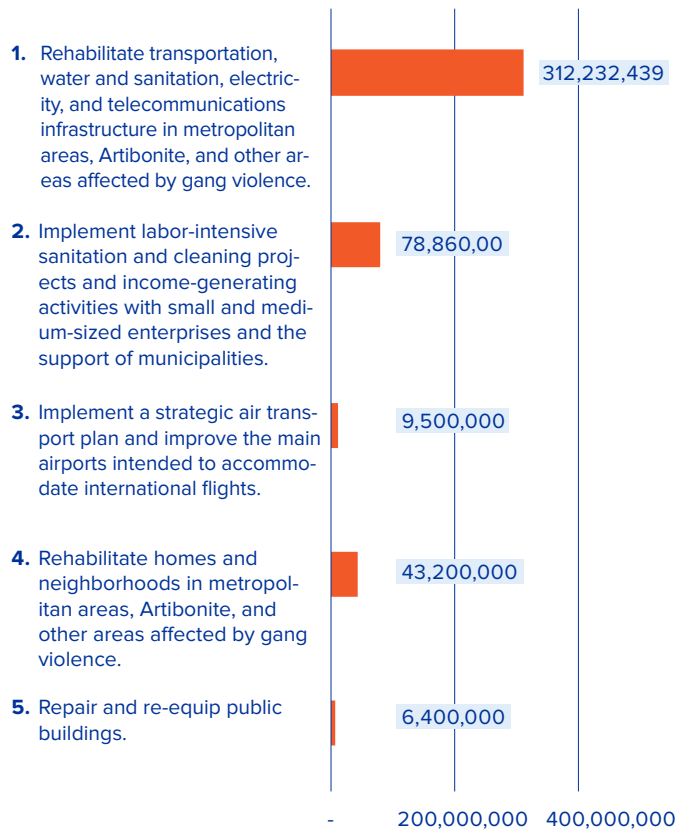 1. Rehabilitate transportation,
water and sanitation, electric-
ity, and telecommunications
infrastructure in metropolitan
areas, Artibonite, and other ar-
eas affected by gang violence.
312,232,439
2. Implement labor-intensive
sanitation and cleaning proj-
ects and income-generating
activities with small and medi-
um-sized enterprises and the
support of municipalities.
78,860,00
3. Implement a strategic air trans-
port plan and improve the main
airports intended to accommo-
date international flights.
9,500,000
4. Rehabilitate homes and
neighborhoods in metropol-
itan areas, Artibonite, and
other areas affected by gang
violence.
43,200,000
5. Repair and re-equip public
buildings.
6,400,000
- 200,000,000 400,000,000